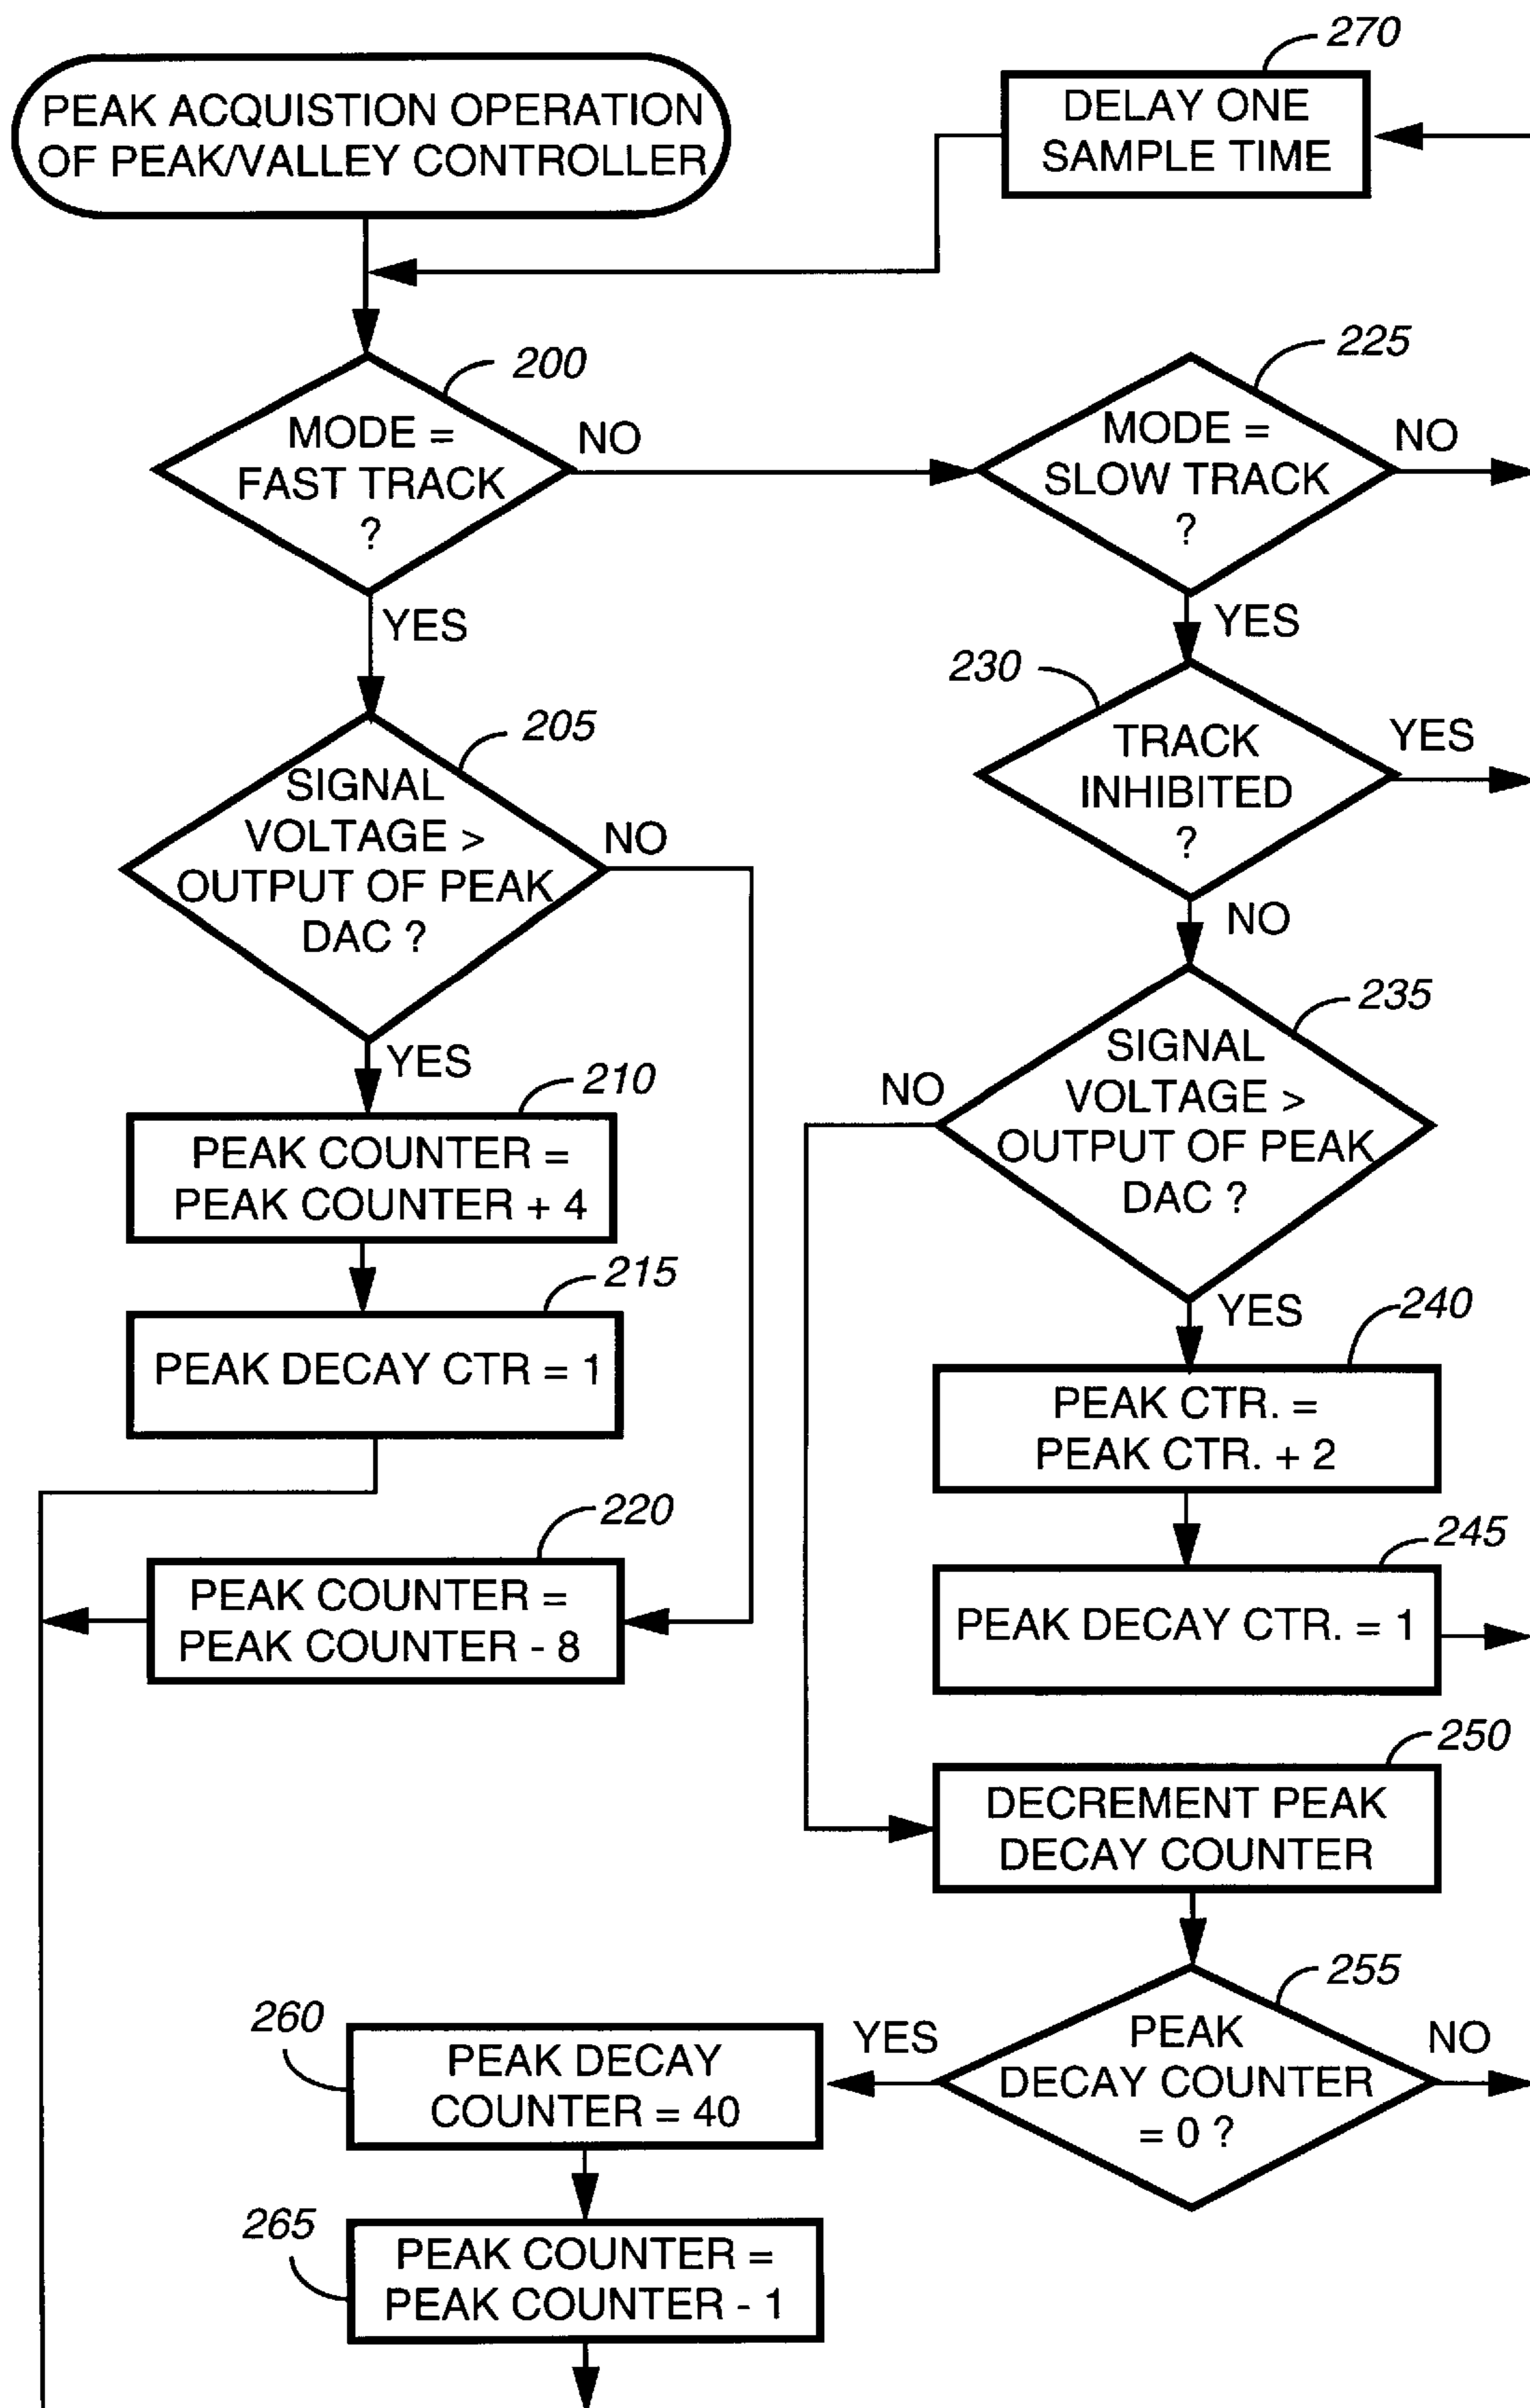 PEAK ACQUISTION OPERATION
OF PEAK/VALLEY CONTROLLER
270
DELAY ONE
SAMPLE TIME
200
MODE =
FAST TRACK
?
NO
YES
225
MODE =
SLOW TRACK
?
NO
YES
205
SIGNAL
VOLTAGE >
OUTPUT OF PEAK
DAC ?
NO
YES
230
TRACK
INHIBITED
?
YES
NO
210
PEAK COUNTER =
PEAK COUNTER + 4
235
SIGNAL
VOLTAGE >
OUTPUT OF PEAK
DAC ?
NO
YES
215
PEAK DECAY CTR = 1
240
PEAK CTR. =
PEAK CTR. + 2
220
PEAK COUNTER =
PEAK COUNTER - 8
245
PEAK DECAY CTR. = 1
250
DECREMENT PEAK
DECAY COUNTER
255
PEAK
DECAY COUNTER
= 0 ?
YES
NO
260
PEAK DECAY
COUNTER = 40
265
PEAK COUNTER =
PEAK COUNTER - 1